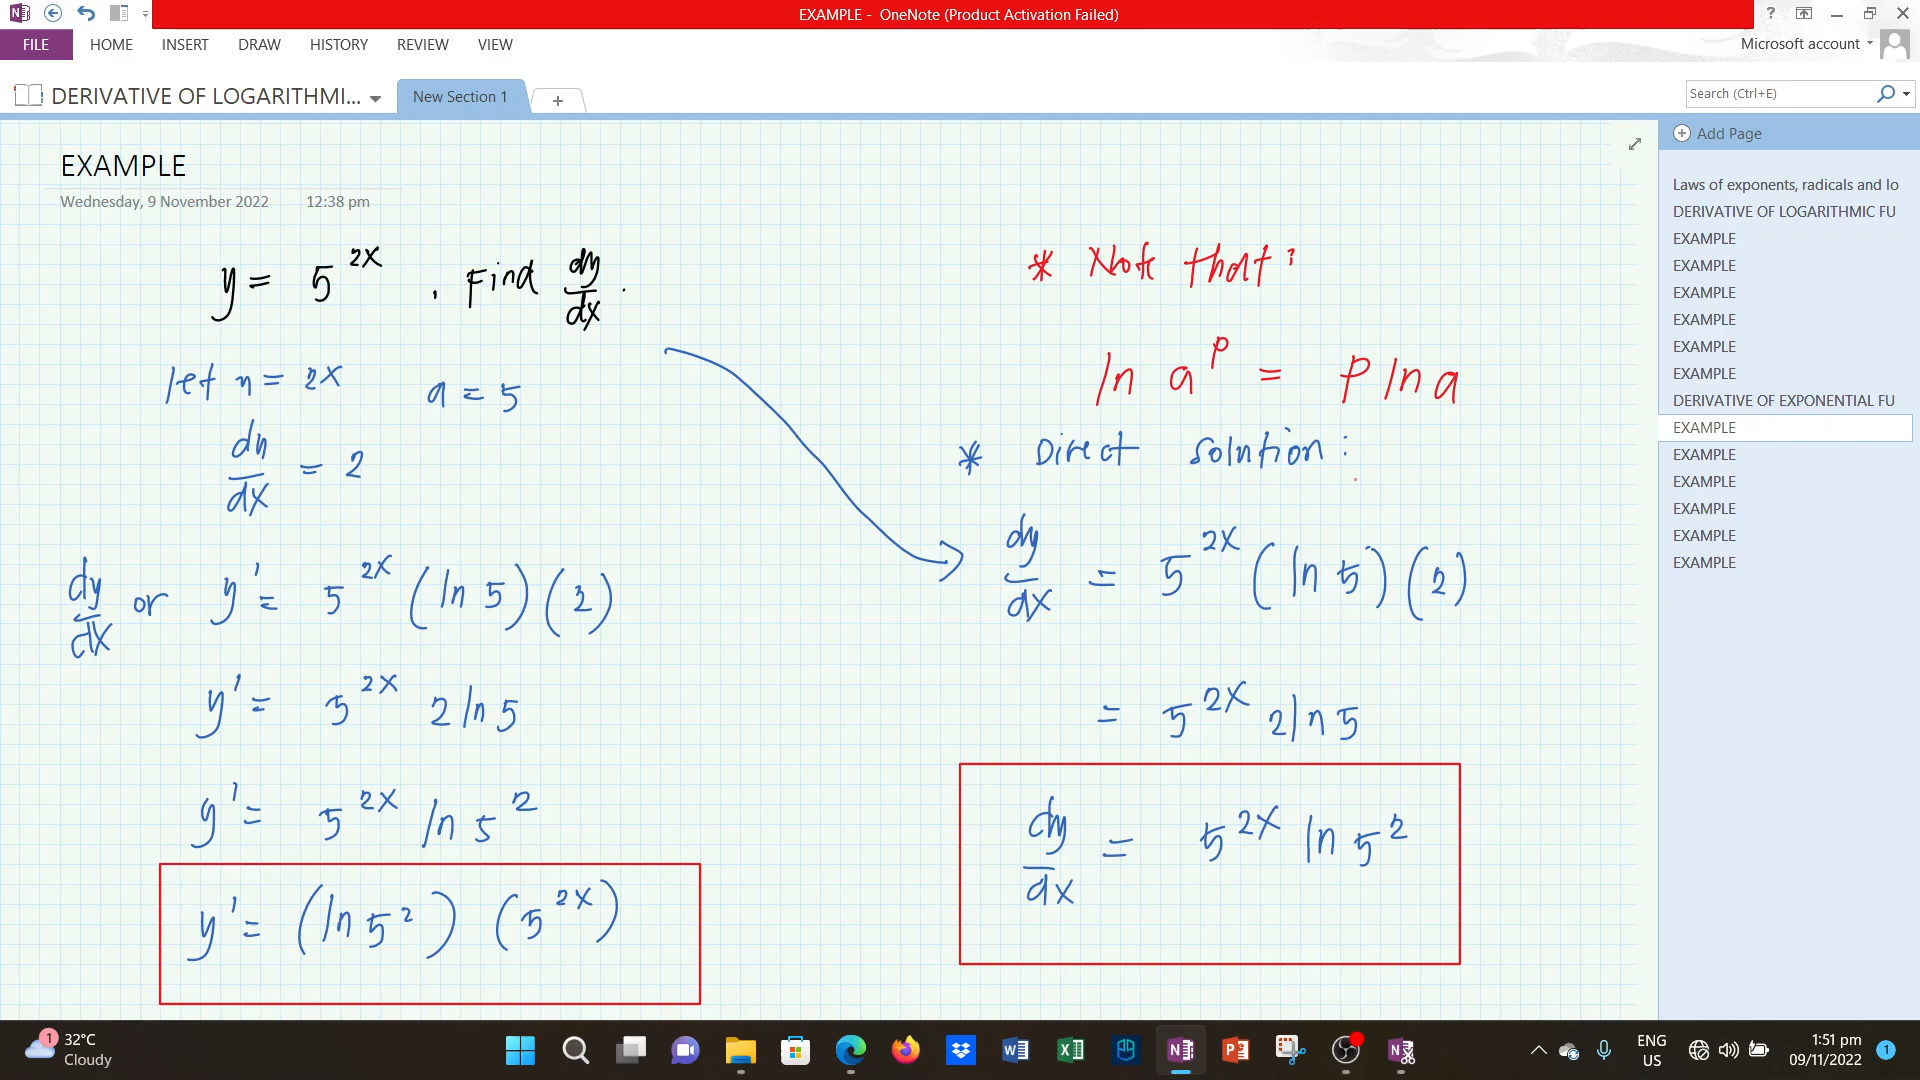 EXAMPLE - OneNote (Product Activation Failed)
FILE HOME INSERT DRAW HISTORY REVIEW VIEW
Microsoft account
DERIVATIVE OF LOGARITHMI... New Section 1
Search (Ctrl+E)
EXAMPLE
Wednesday, 9 November 2022 12:38 pm
y = 5^2x . Find dy/dx .
let u = 2x a = 5
du/dx = 2
dy/dx or y' = 5^2x (ln 5) (2)
y' = 5^2x 2 ln 5
y' = 5^2x ln 5^2
y' = (ln 5^2) (5^2x)
* Note that :
ln a^p = p ln a
* Direct solution :
dy/dx = 5^2x (ln 5) (2)
= 5^2x 2 ln 5
dy/dx = 5^2x ln 5^2
Add Page
Laws of exponents, radicals and lo
DERIVATIVE OF LOGARITHMIC FU
EXAMPLE
EXAMPLE
EXAMPLE
EXAMPLE
EXAMPLE
EXAMPLE
DERIVATIVE OF EXPONENTIAL FU
EXAMPLE
EXAMPLE
EXAMPLE
EXAMPLE
EXAMPLE
EXAMPLE
1 32°C
Cloudy
ENG
US
1:51 pm
09/11/2022
1